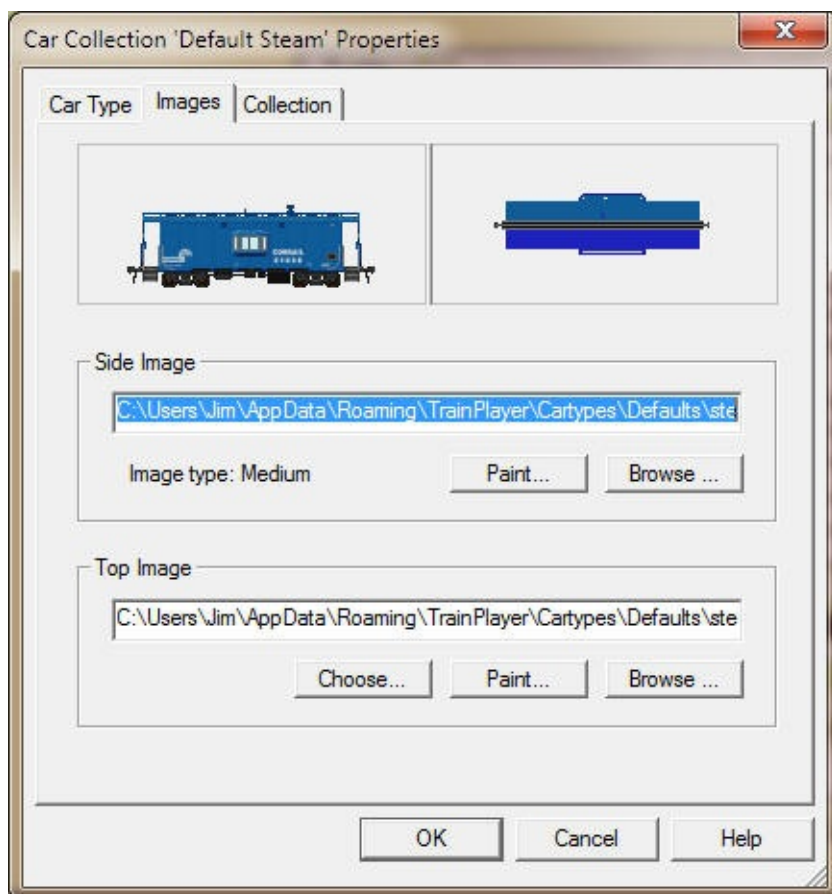 Car Collection 'Default Steam' Properties
Car Type Images Collection
CONRAIL
Side Image
C:\Users\Jim\AppData\Roaming\TrainPlayer\Cartypes\Defaults\ste
Image type: Medium Paint... Browse ...
Top Image
C:\Users\Jim\AppData\Roaming\TrainPlayer\Cartypes\Defaults\ste
Choose... Paint... Browse ...
OK Cancel Help